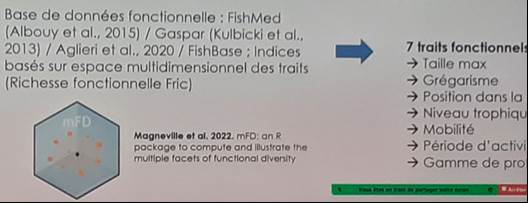 Base de données fonctionnelle : FishMed
(Albouy et al., 2015) / Gaspar (Kulbicki et al.,
2013) / Aglieri et al., 2020 / FishBase ; Indices
basés sur espace multidimensionnel des traits
(Richesse fonctionnelle Fric)
mFD
Magneville et al. 2022. mFD: an R
package to compute and illustrate the
multiple facets of functional diversity
7 traits fonctionnels
→ Taille max
→ Grégarisme
→ Position dans la
→ Niveau trophiqu
→ Mobilité
→ Période d'activi
→ Gamme de pro
Vous êtes en train de partager votre écran